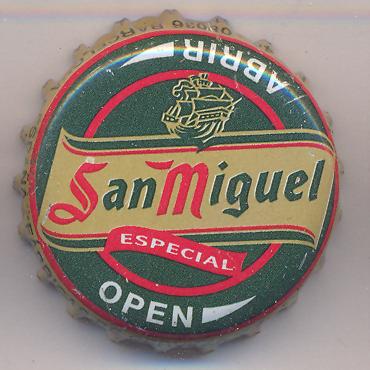 ABRIR
San Miguel
ESPECIAL
OPEN